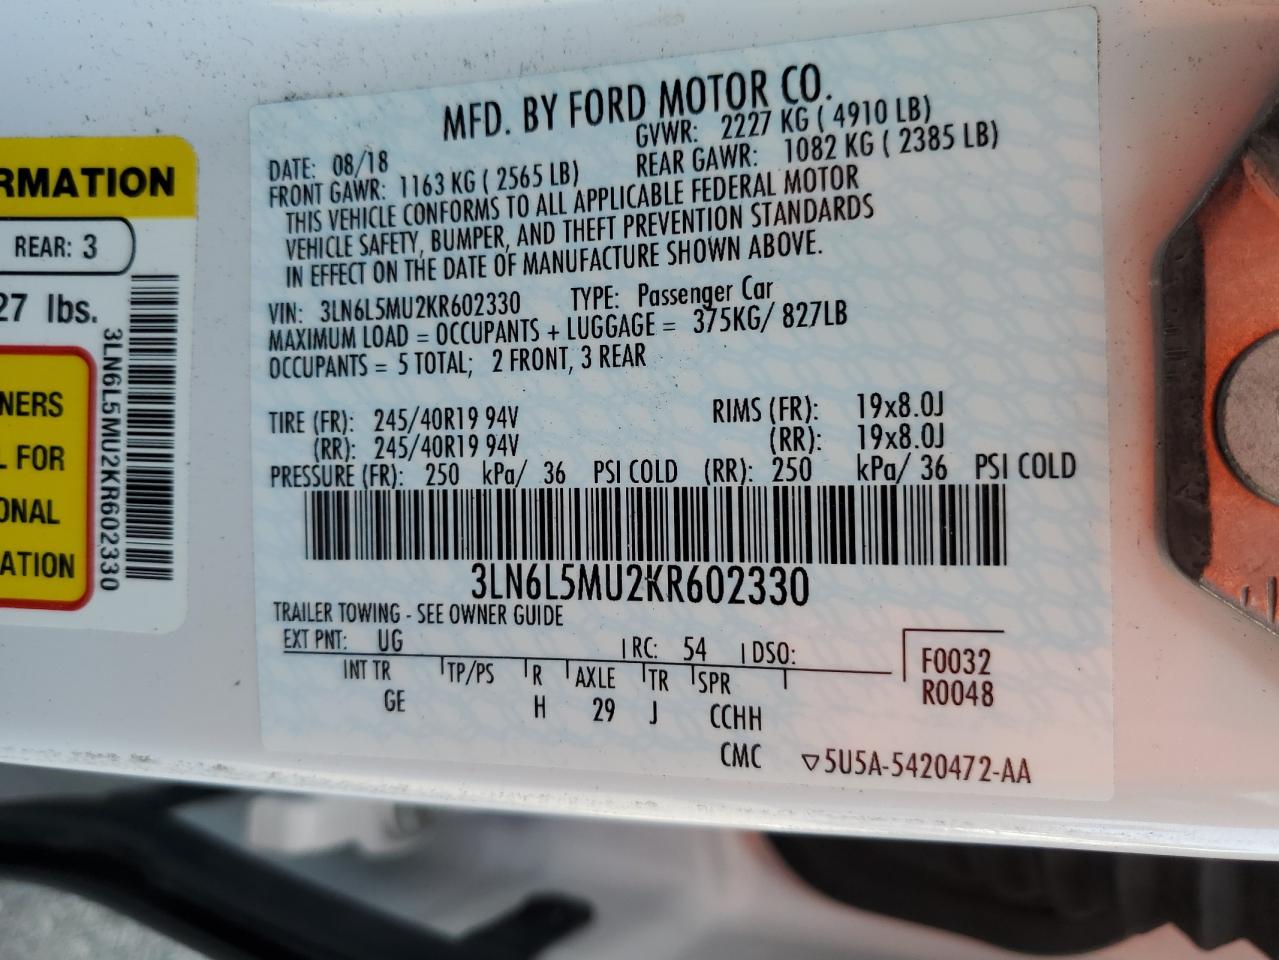 RMATION
REAR: 3
27 lbs.
NERS
L FOR
ONAL
ATION
3LN6L5MU2KR602330
MFD. BY FORD MOTOR CO.
DATE: 08/18 GVWR: 2227 KG ( 4910 LB)
FRONT GAWR: 1163 KG ( 2565 LB) REAR GAWR: 1082 KG ( 2385 LB)
THIS VEHICLE CONFORMS TO ALL APPLICABLE FEDERAL MOTOR
VEHICLE SAFETY, BUMPER, AND THEFT PREVENTION STANDARDS
IN EFFECT ON THE DATE OF MANUFACTURE SHOWN ABOVE.
VIN: 3LN6L5MU2KR602330 TYPE: Passenger Car
MAXIMUM LOAD = OCCUPANTS + LUGGAGE = 375KG/ 827LB
OCCUPANTS = 5 TOTAL; 2 FRONT, 3 REAR
TIRE (FR): 245/40R19 94V RIMS (FR): 19x8.0J
(RR): 245/40R19 94V (RR): 19x8.0J
PRESSURE (FR): 250 kPa/ 36 PSI COLD (RR): 250 kPa/ 36 PSI COLD
3LN6L5MU2KR602330
TRAILER TOWING - SEE OWNER GUIDE
EXT PNT: UG RC: 54 DSO: F0032
INT TR TP/PS R AXLE TR SPR R0048
GE H 29 J CCHH
CMC ▽5U5A-5420472-AA